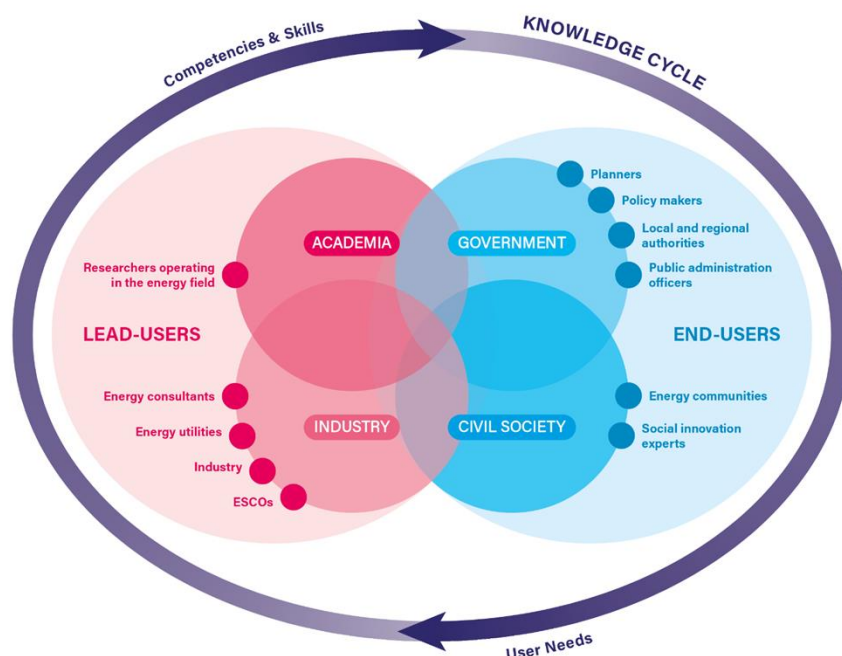 Competencies & Skills
KNOWLEDGE CYCLE
Planners
Policy makers
ACADEMIA
GOVERNMENT
Local and regional
authorities
Researchers operating
in the energy field
Public administration
officers
LEAD-USERS
END-USERS
Energy consultants
Energy communities
Energy utilities
INDUSTRY
CIVIL SOCIETY
Social innovation
experts
Industry
ESCOs
User Needs